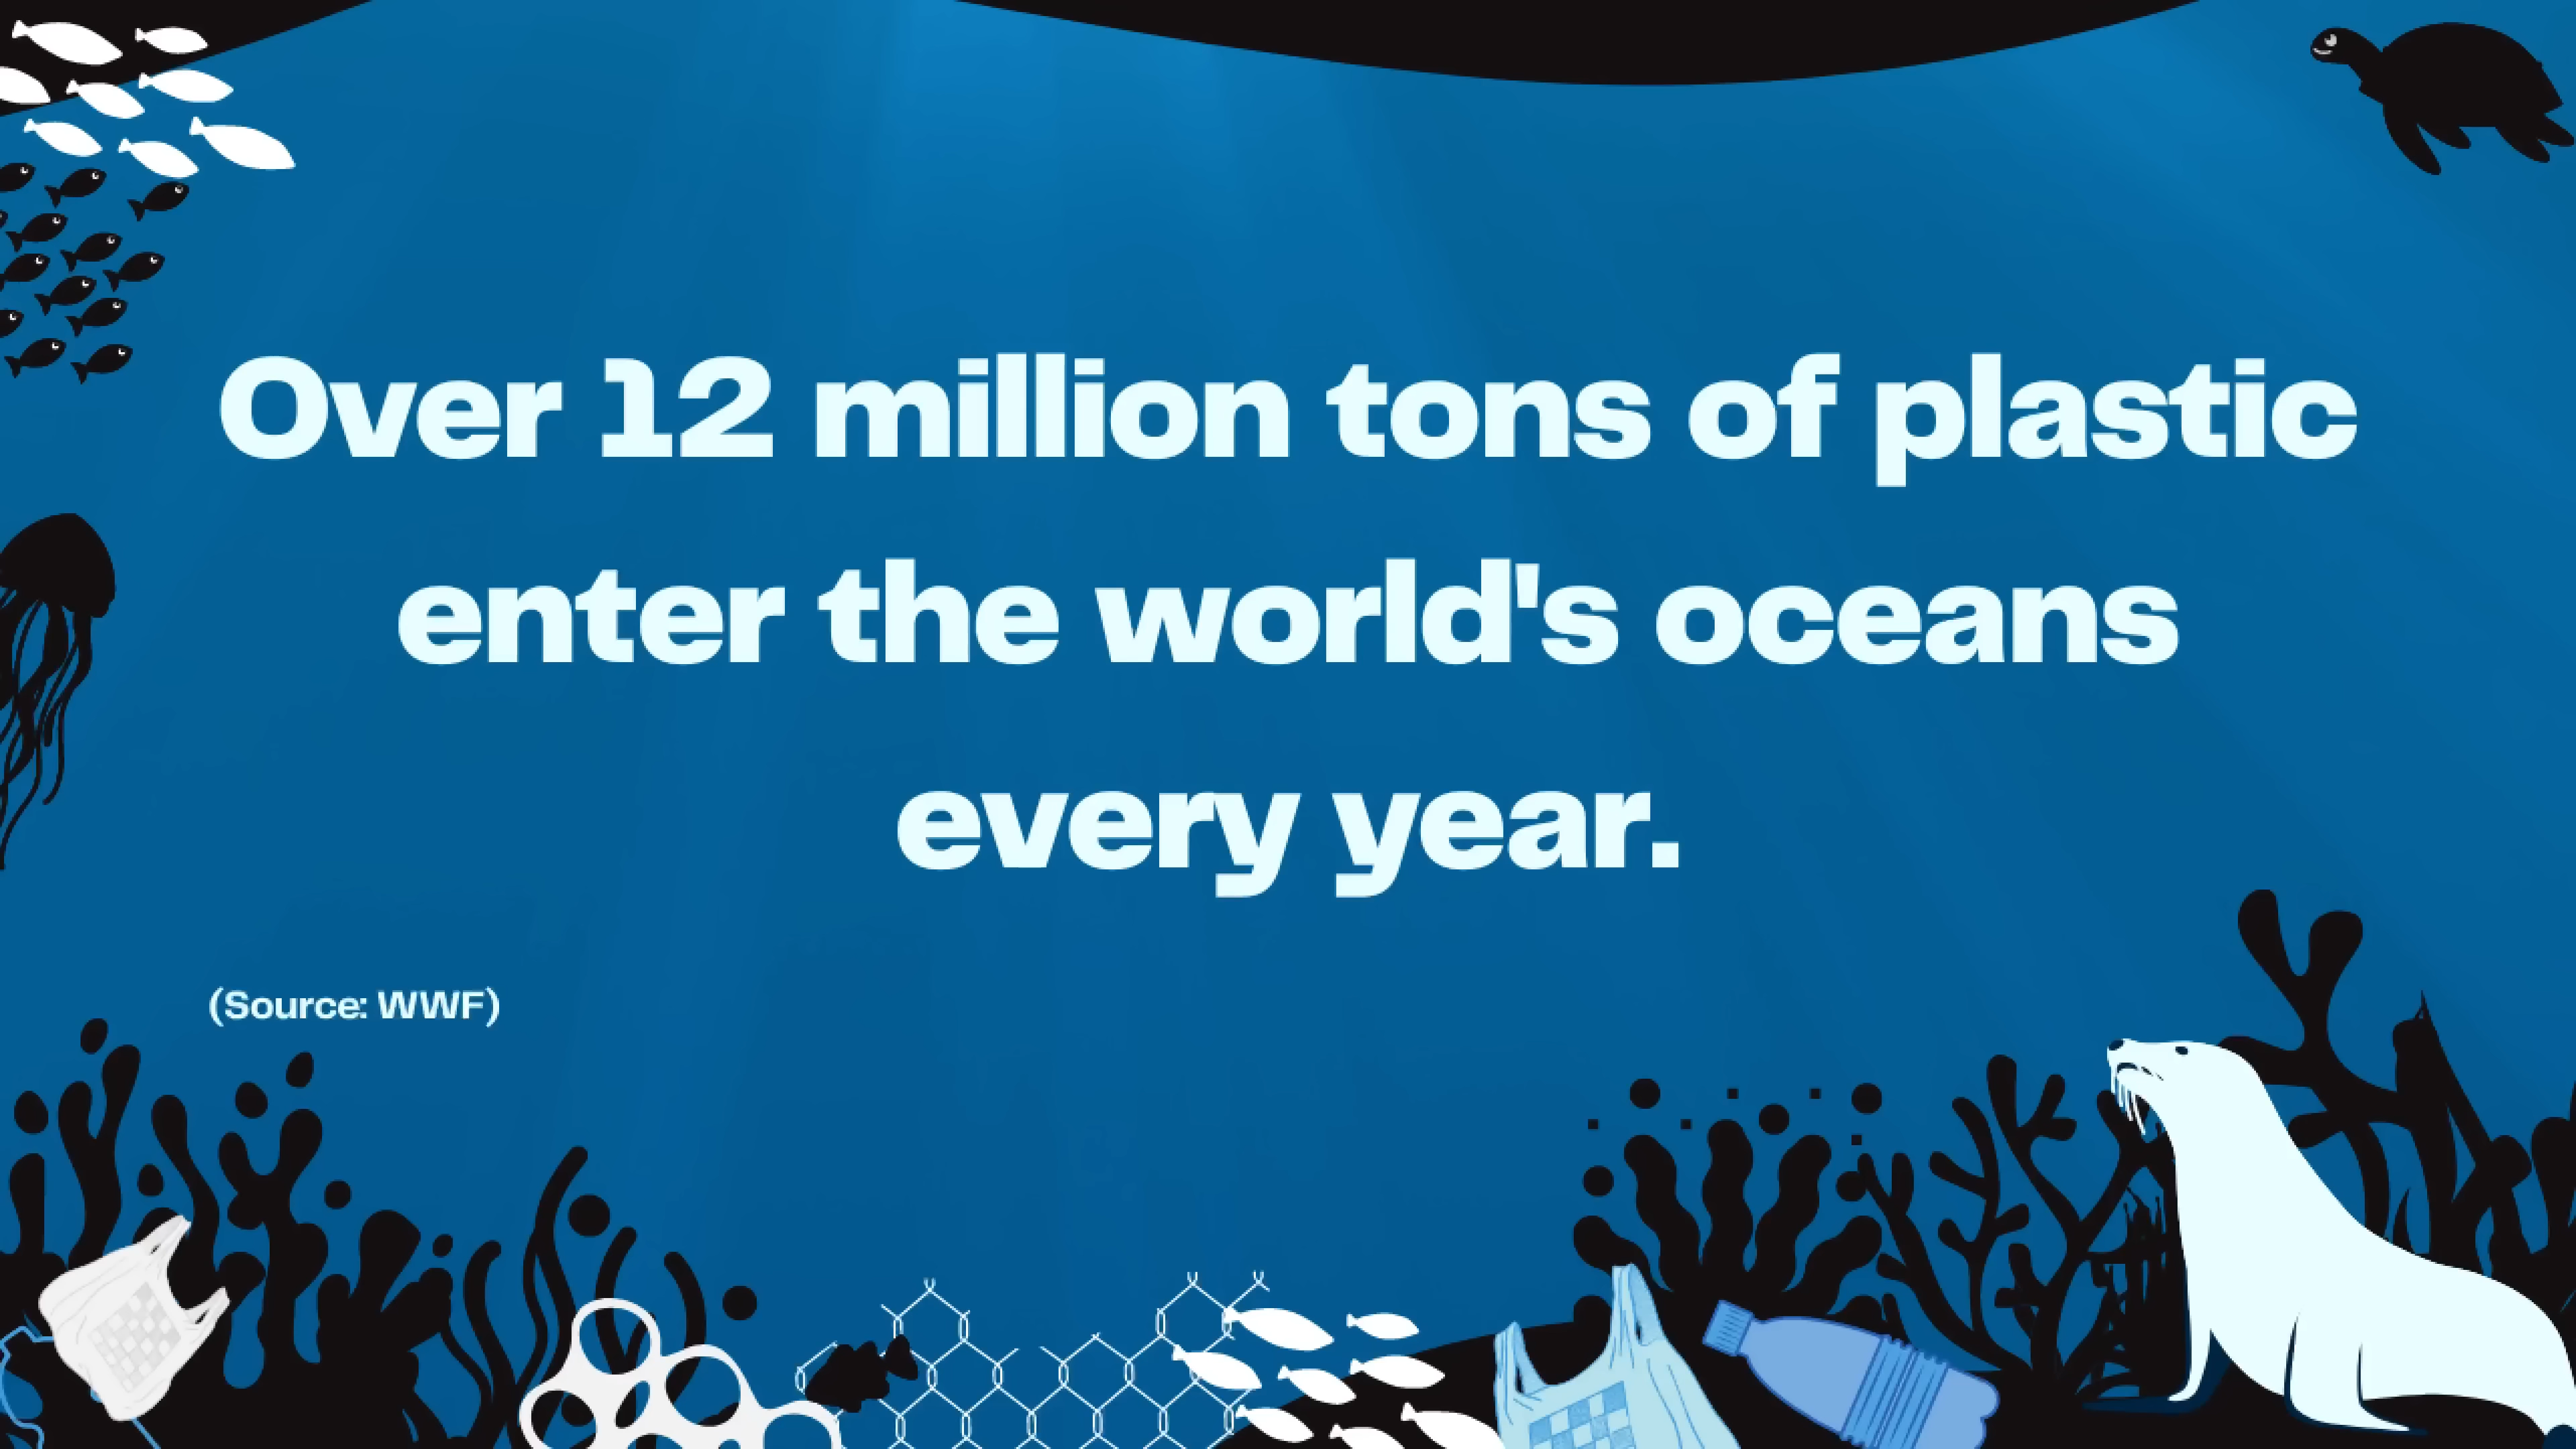 Over 12 million tons of plastic
enter the world's oceans
every year.
(Source: WWF)